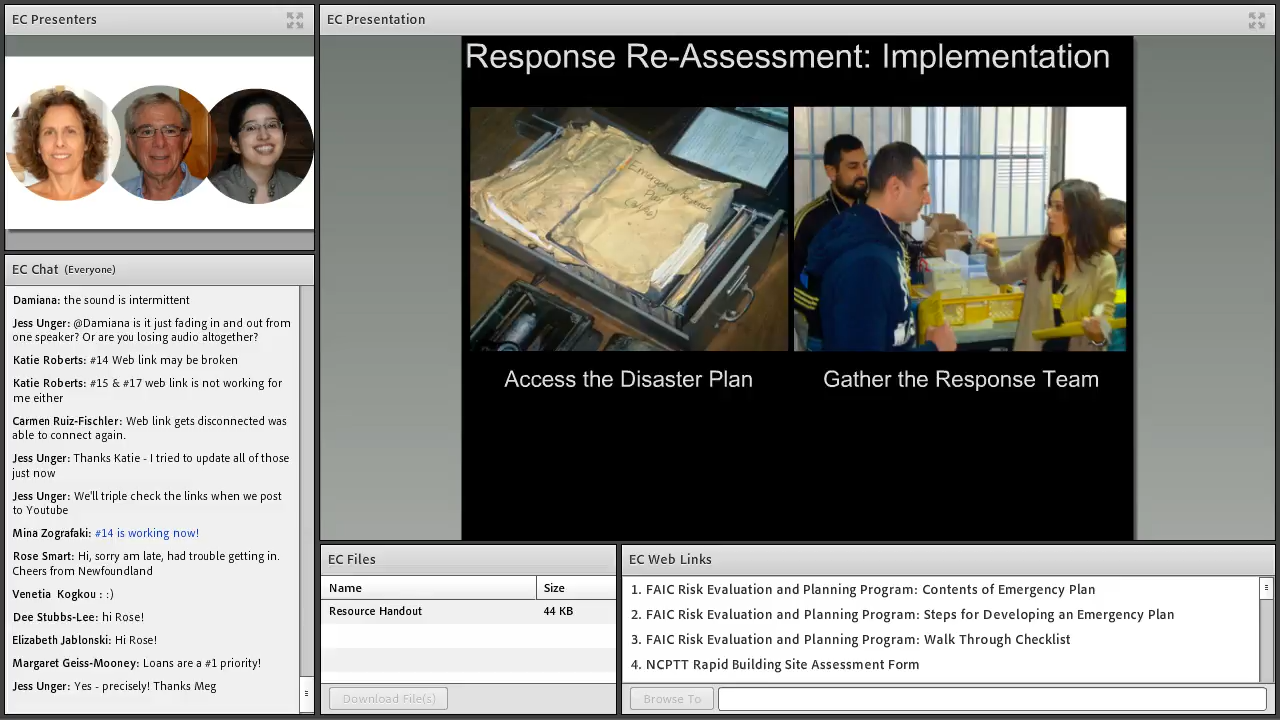 EC Presenters
EC Presentation
Response Re-Assessment: Implementation
Emergency
Access the Disaster Plan
Gather the Response Team
EC Chat (Everyone)
Damiana: the sound is intermittent
Jess Unger: @Damiana is it just fading in and out from
one speaker? Or are you losing audio altogether?
Katie Roberts: #14 Web link may be broken
Katie Roberts: #15 & #17 web link is not working for
me either
Carmen Ruiz-Fischler: Web link gets disconnected was
able to connect again.
Jess Unger: Thanks Katie - I tried to update all of those
just now
Jess Unger: We'll triple check the links when we post
to Youtube
Mina Zografaki: #14 is working now!
Rose Smart: Hi, sorry am late, had trouble getting in.
Cheers from Newfoundland
Venetia Kogkou : :)
Dee Stubbs-Lee: hi Rose!
Elizabeth Jablonski: Hi Rose!
Margaret Geiss-Mooney: Loans are a #1 priority!
Jess Unger: Yes - precisely! Thanks Meg
EC Files
Name Size
Resource Handout 44 KB
Download File(s)
EC Web Links
1. FAIC Risk Evaluation and Planning Program: Contents of Emergency Plan
2. FAIC Risk Evaluation and Planning Program: Steps for Developing an Emergency Plan
3. FAIC Risk Evaluation and Planning Program: Walk Through Checklist
4. NCPTT Rapid Building Site Assessment Form
Browse To